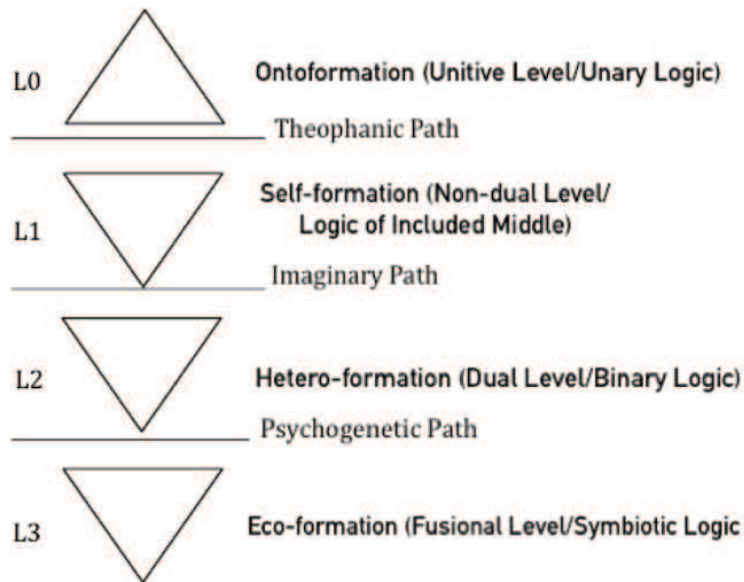 L0
Ontoformation (Unitive Level/Unary Logic)
Theophanic Path
Self-formation (Non-dual Level/
Logic of Included Middle)
L1
Imaginary Path
L2
Hetero-formation (Dual Level/Binary Logic)
Psychogenetic Path
L3
Eco-formation (Fusional Level/Symbiotic Logic